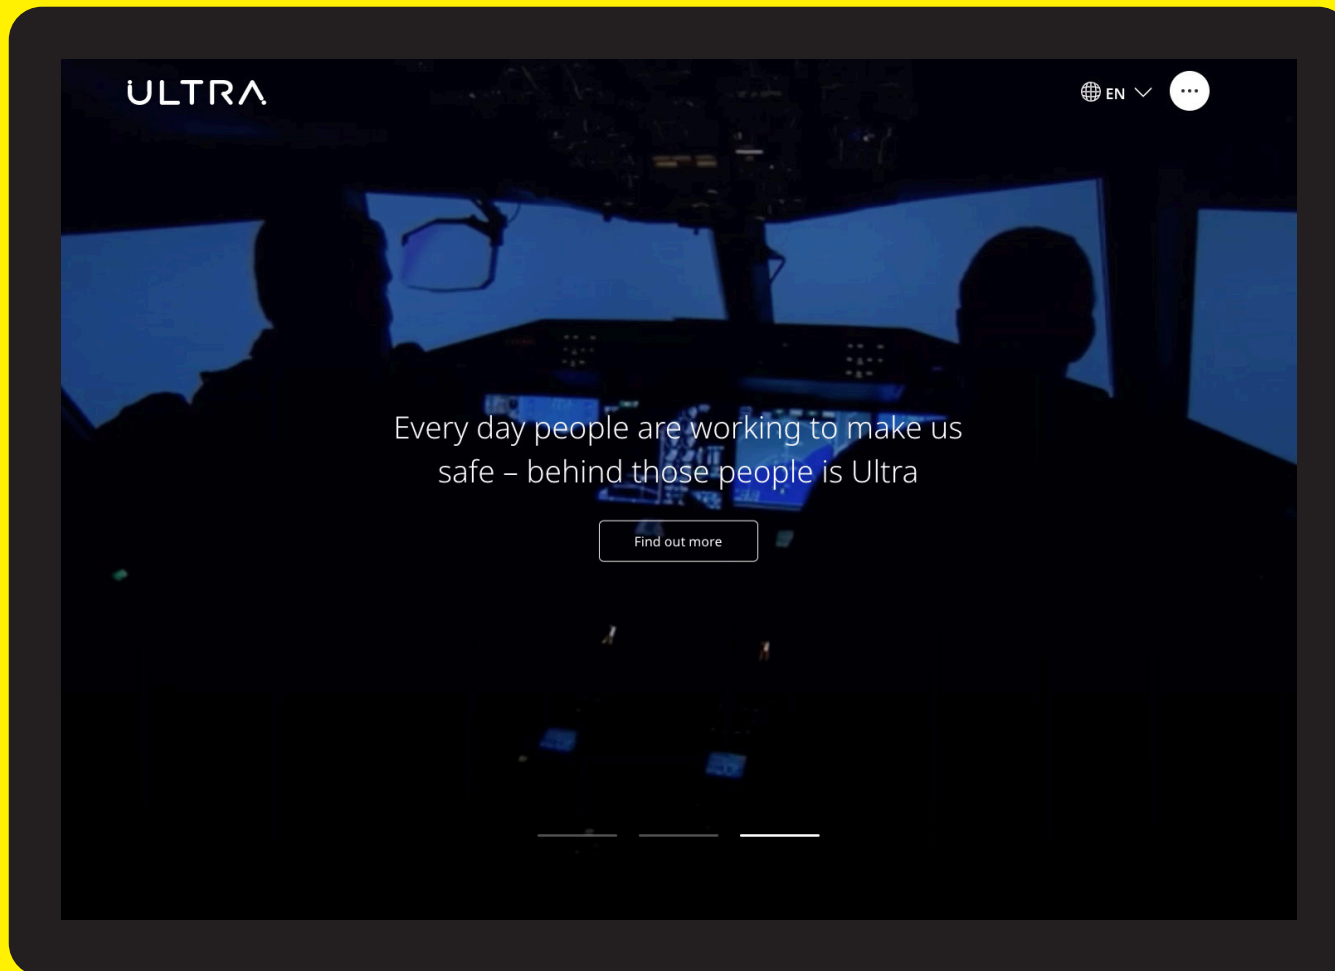 ULTRA
EN
Every day people are working to make us
safe – behind those people is Ultra
Find out more